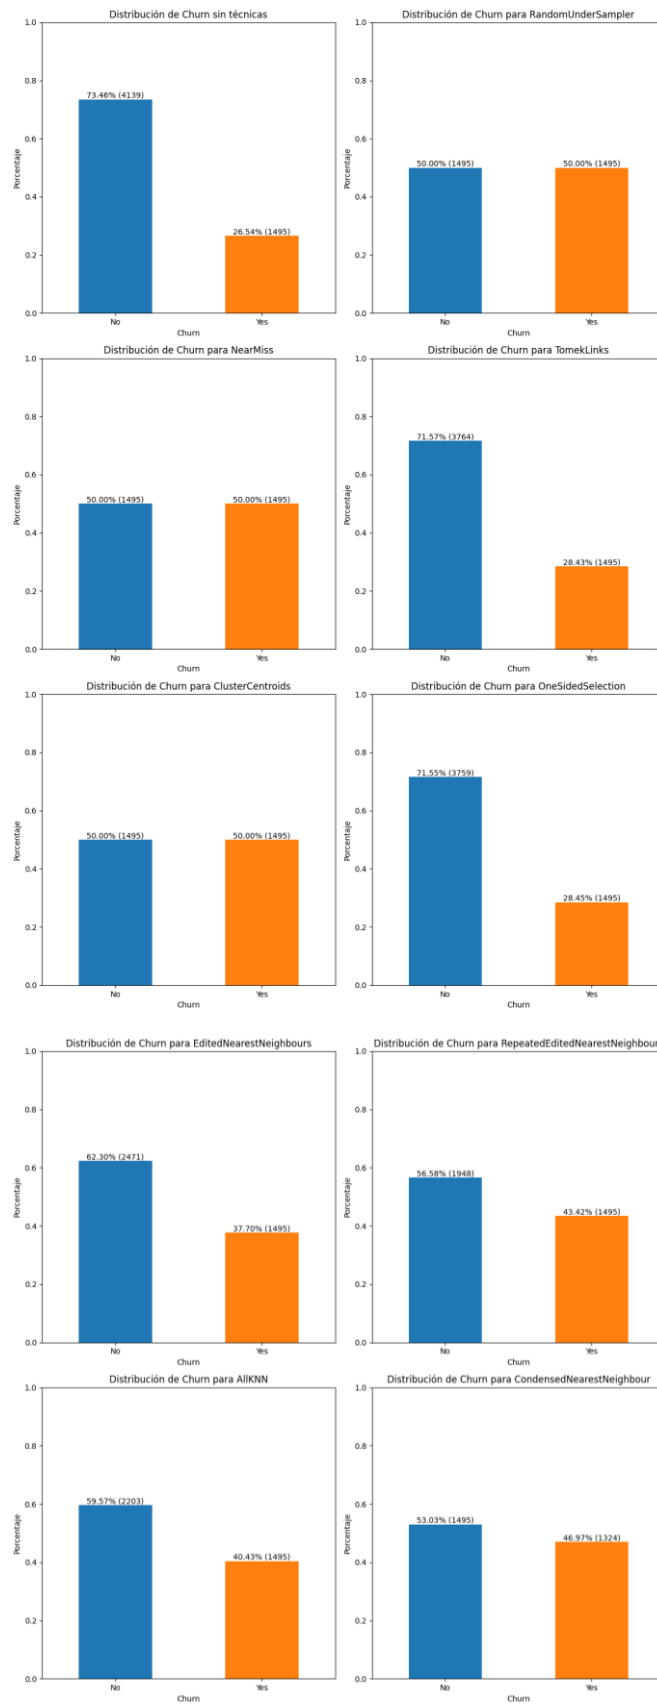 Distribución de Churn sin técnicas
1.0
0.8
0.6
0.4
0.2
0.0
Porcentaje
73.46% (4139)
26.54% (1495)
No
Yes
Churn
Distribución de Churn para RandomUnderSampler
1.0
0.8
0.6
0.4
0.2
0.0
Porcentaje
50.00% (1495)
50.00% (1495)
No
Yes
Churn
Distribución de Churn para NearMiss
1.0
0.8
0.6
0.4
0.2
0.0
Porcentaje
50.00% (1495)
50.00% (1495)
No
Yes
Churn
Distribución de Churn para TomekLinks
1.0
0.8
0.6
0.4
0.2
0.0
Porcentaje
71.57% (3764)
28.43% (1495)
No
Yes
Churn
Distribución de Churn para ClusterCentroids
1.0
0.8
0.6
0.4
0.2
0.0
Porcentaje
50.00% (1495)
50.00% (1495)
No
Yes
Churn
Distribución de Churn para OneSidedSelection
1.0
0.8
0.6
0.4
0.2
0.0
Porcentaje
71.55% (3759)
28.45% (1495)
No
Yes
Churn
Distribución de Churn para EditedNearestNeighbours
1.0
0.8
0.6
0.4
0.2
0.0
Porcentaje
62.30% (2471)
37.70% (1495)
No
Yes
Churn
Distribución de Churn para RepeatedEditedNearestNeighbour
1.0
0.8
0.6
0.4
0.2
0.0
Porcentaje
56.58% (1948)
43.42% (1495)
No
Yes
Churn
Distribución de Churn para AllKNN
1.0
0.8
0.6
0.4
0.2
0.0
Porcentaje
59.57% (2203)
40.43% (1495)
No
Yes
Churn
Distribución de Churn para CondensedNearestNeighbour
1.0
0.8
0.6
0.4
0.2
0.0
Porcentaje
53.03% (1495)
46.97% (1324)
No
Yes
Churn